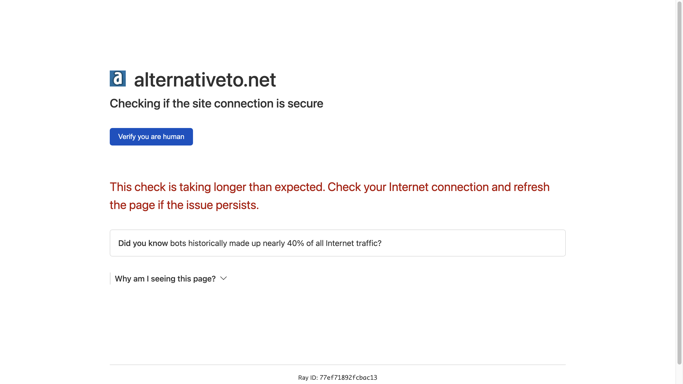 a alternativeto.net
Checking if the site connection is secure
Verify you are human
This check is taking longer than expected. Check your Internet connection and refresh
the page if the issue persists.
Did you know bots historically made up nearly 40% of all Internet traffic?
Why am I seeing this page?
Ray ID: 77ef71892fcbac13